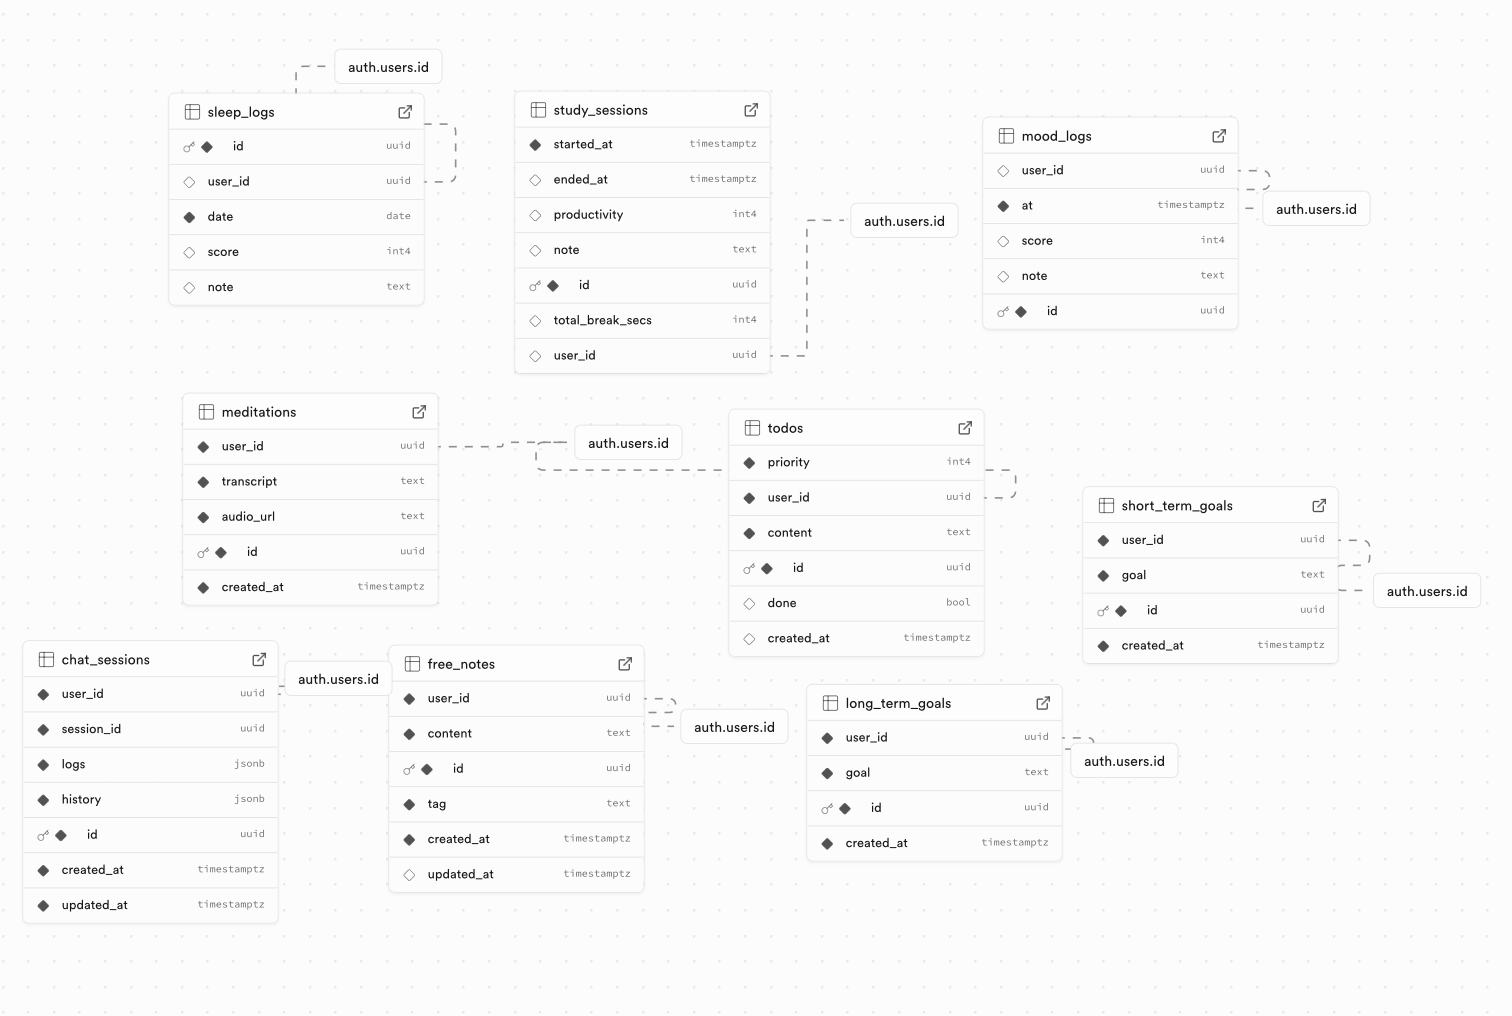 auth.users.id
sleep_logs
id uuid
user_id uuid
date date
score int4
note text
study_sessions
started_at timestamptz
ended_at timestamptz
productivity int4
note text
id uuid
total_break_secs int4
user_id uuid
auth.users.id
mood_logs
user_id uuid
at timestamptz
score int4
note text
id uuid
auth.users.id
meditations
user_id uuid
transcript text
audio_url text
id uuid
created_at timestamptz
auth.users.id
todos
priority int4
user_id uuid
content text
id uuid
done bool
created_at timestamptz
short_term_goals
user_id uuid
goal text
id uuid
created_at timestamptz
auth.users.id
chat_sessions
user_id uuid
session_id uuid
logs jsonb
history jsonb
id uuid
created_at timestamptz
updated_at timestamptz
auth.users.id
free_notes
user_id uuid
content text
id uuid
tag text
created_at timestamptz
updated_at timestamptz
auth.users.id
long_term_goals
user_id uuid
goal text
id uuid
created_at timestamptz
auth.users.id